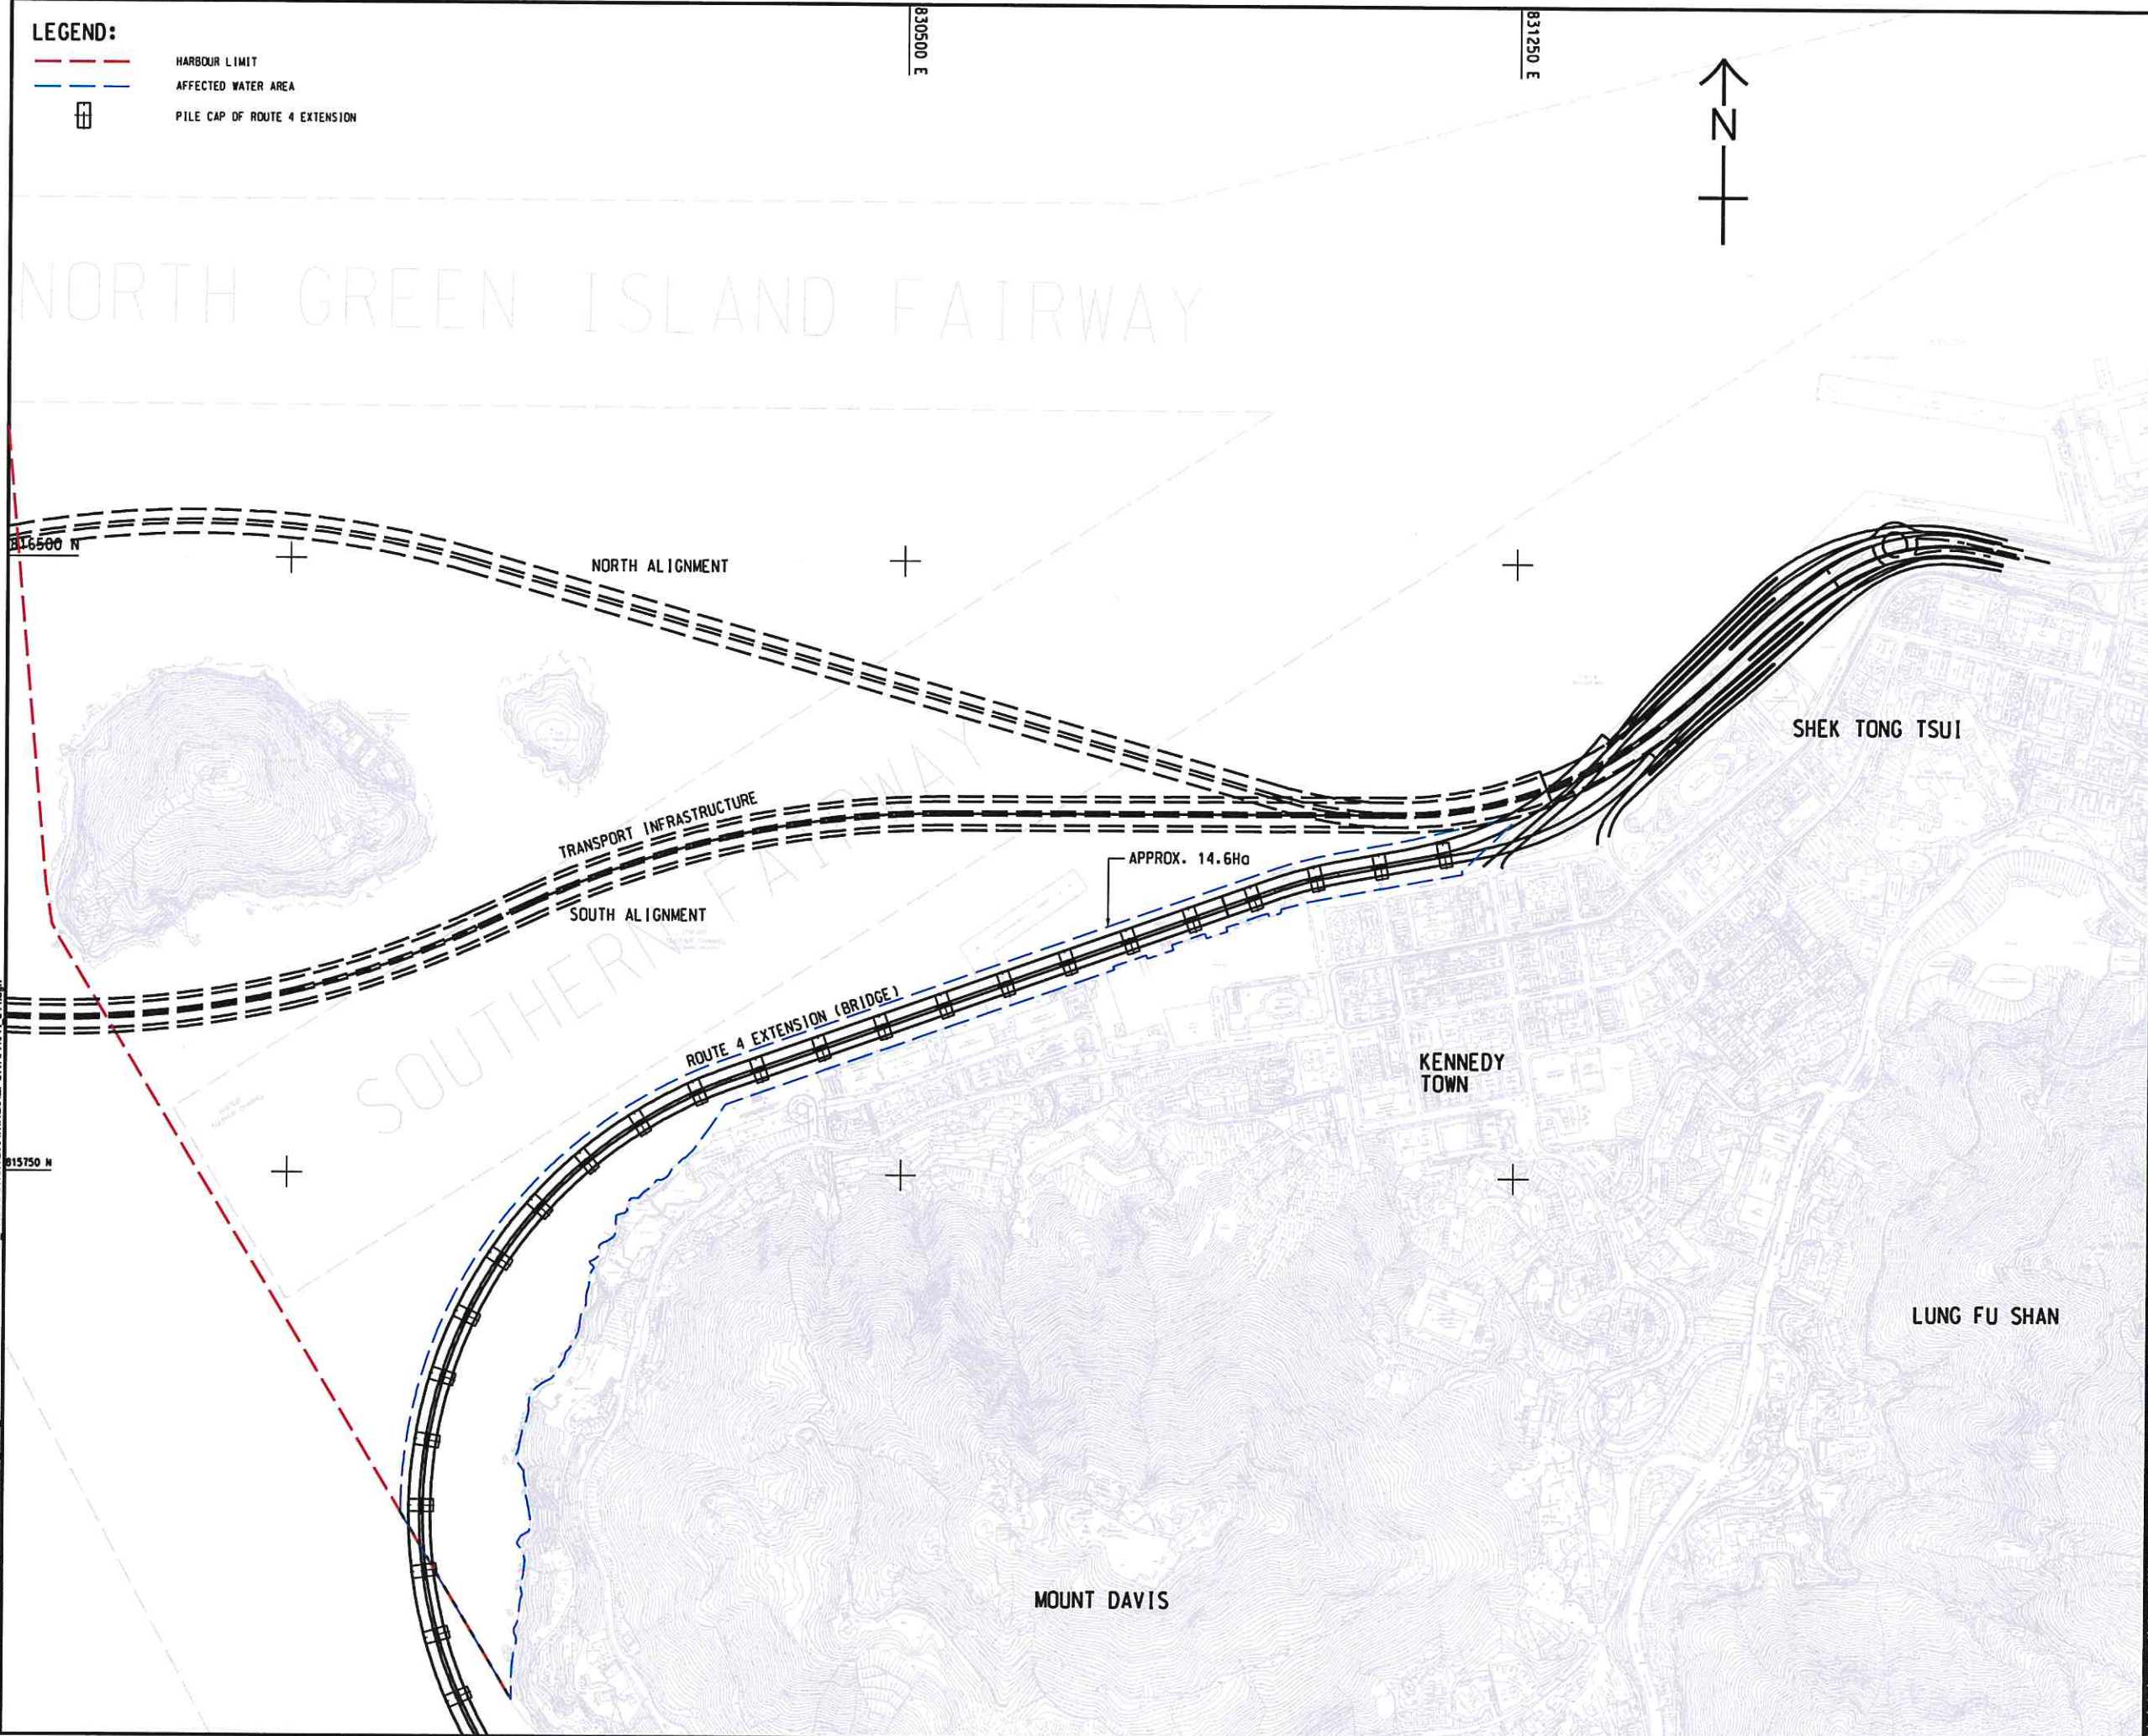 LEGEND:
HARBOUR LIMIT
AFFECTED WATER AREA
PILE CAP OF ROUTE 4 EXTENSION
830500 E
831250 E
N
NORTH GREEN ISLAND FAIRWAY
816500 N
NORTH ALIGNMENT
SHEK TONG TSUI
TRANSPORT INFRASTRUCTURE
APPROX. 14.6Ha
SOUTH ALIGNMENT
SOUTHERN FAIRWAY
ROUTE 4 EXTENSION (BRIDGE)
KENNEDY
TOWN
815750 N
LUNG FU SHAN
MOUNT DAVIS